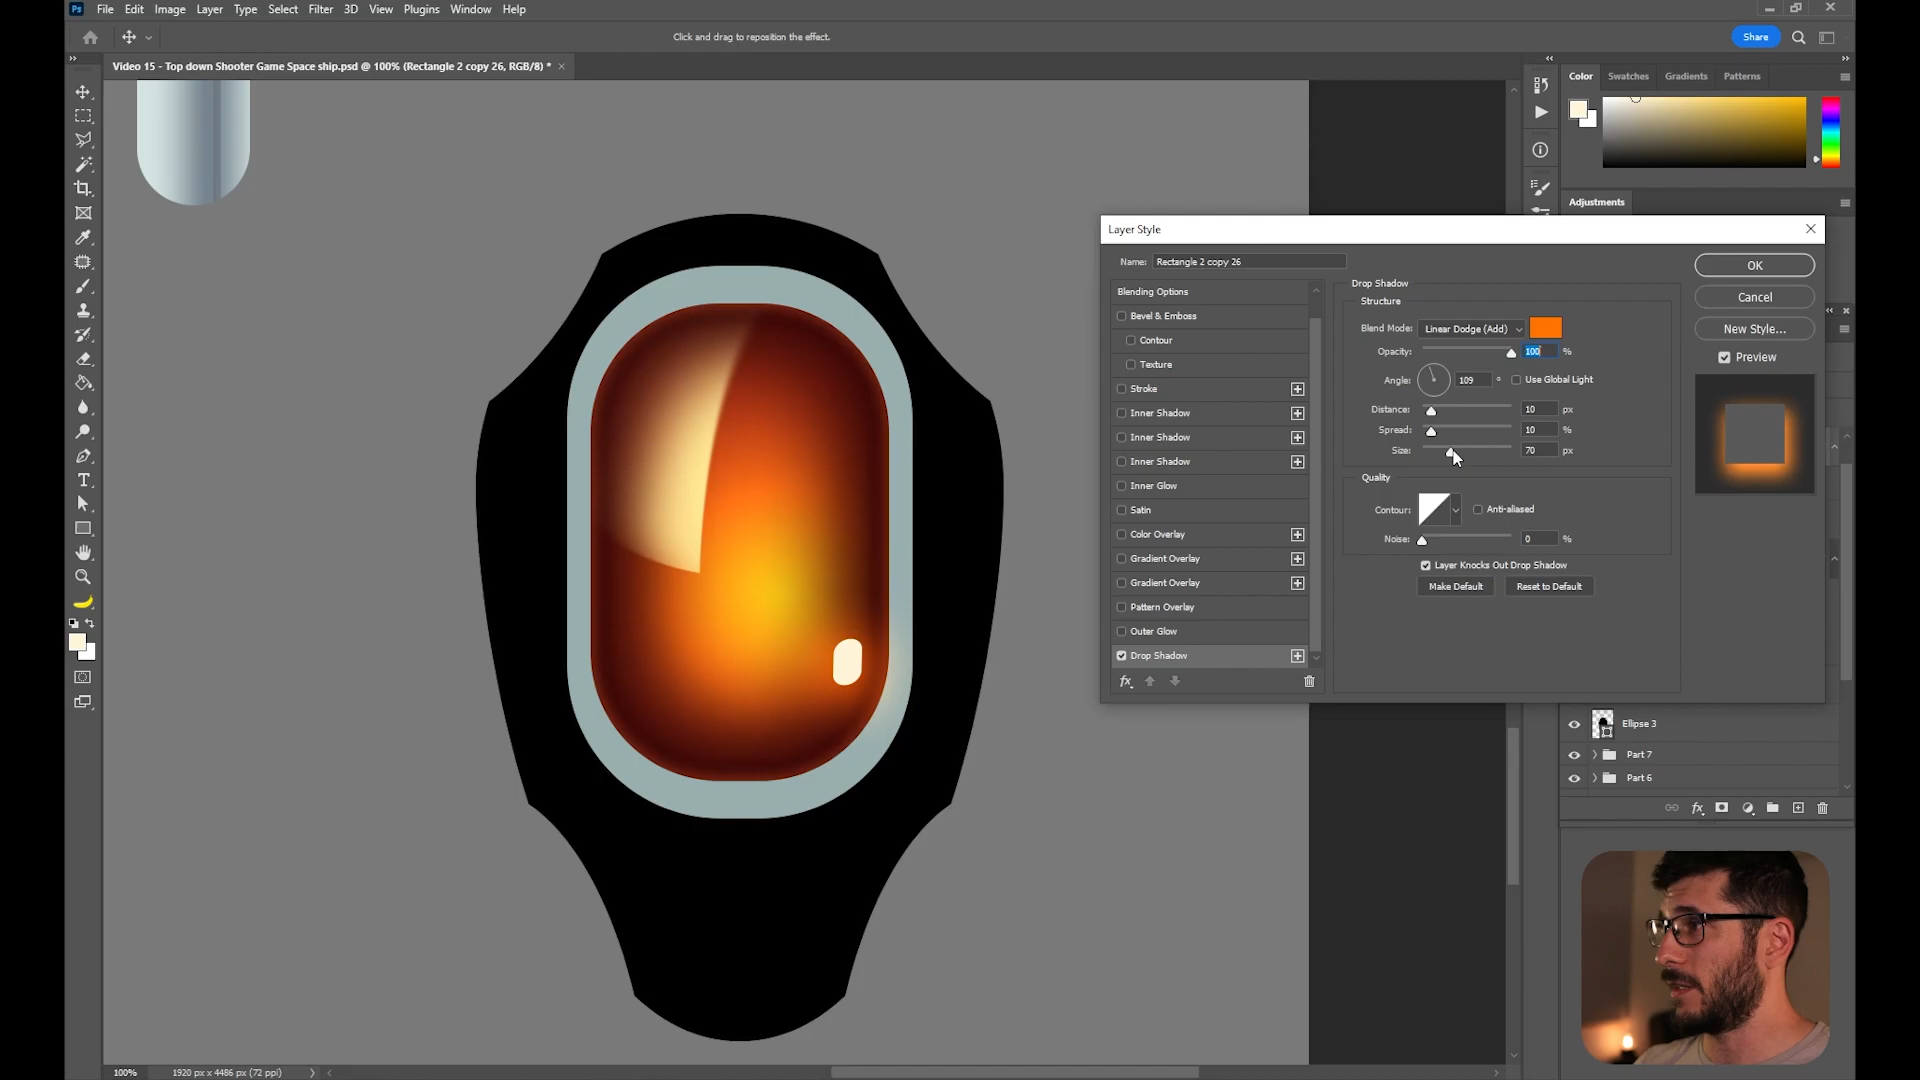 Ps File Edit Image Layer Type Select Filter 3D View Plugins Window Help
Click and drag to reposition the effect.
Share
Video 15 - Top down Shooter Game Space ship.psd @ 100% (Rectangle 2 copy 26, RGB/8) *
Color Swatches Gradients Patterns
Adjustments
Layer Style
Name: Rectangle 2 copy 26
Blending Options
Bevel & Emboss
Contour
Texture
Stroke
Inner Shadow
Inner Shadow
Inner Shadow
Inner Glow
Satin
Color Overlay
Gradient Overlay
Gradient Overlay
Pattern Overlay
Outer Glow
Drop Shadow
fx
Drop Shadow
Structure
Blend Mode: Linear Dodge (Add)
Opacity: 100 %
Angle: 109 ° Use Global Light
Distance: 10 px
Spread: 10 %
Size: 70 px
Quality
Contour: Anti-aliased
Noise: 0 %
Layer Knocks Out Drop Shadow
Make Default Reset to Default
OK
Cancel
New Style...
Preview
Ellipse 3
Part 7
Part 6
fx
100% 1920 px x 4486 px (72 ppi)